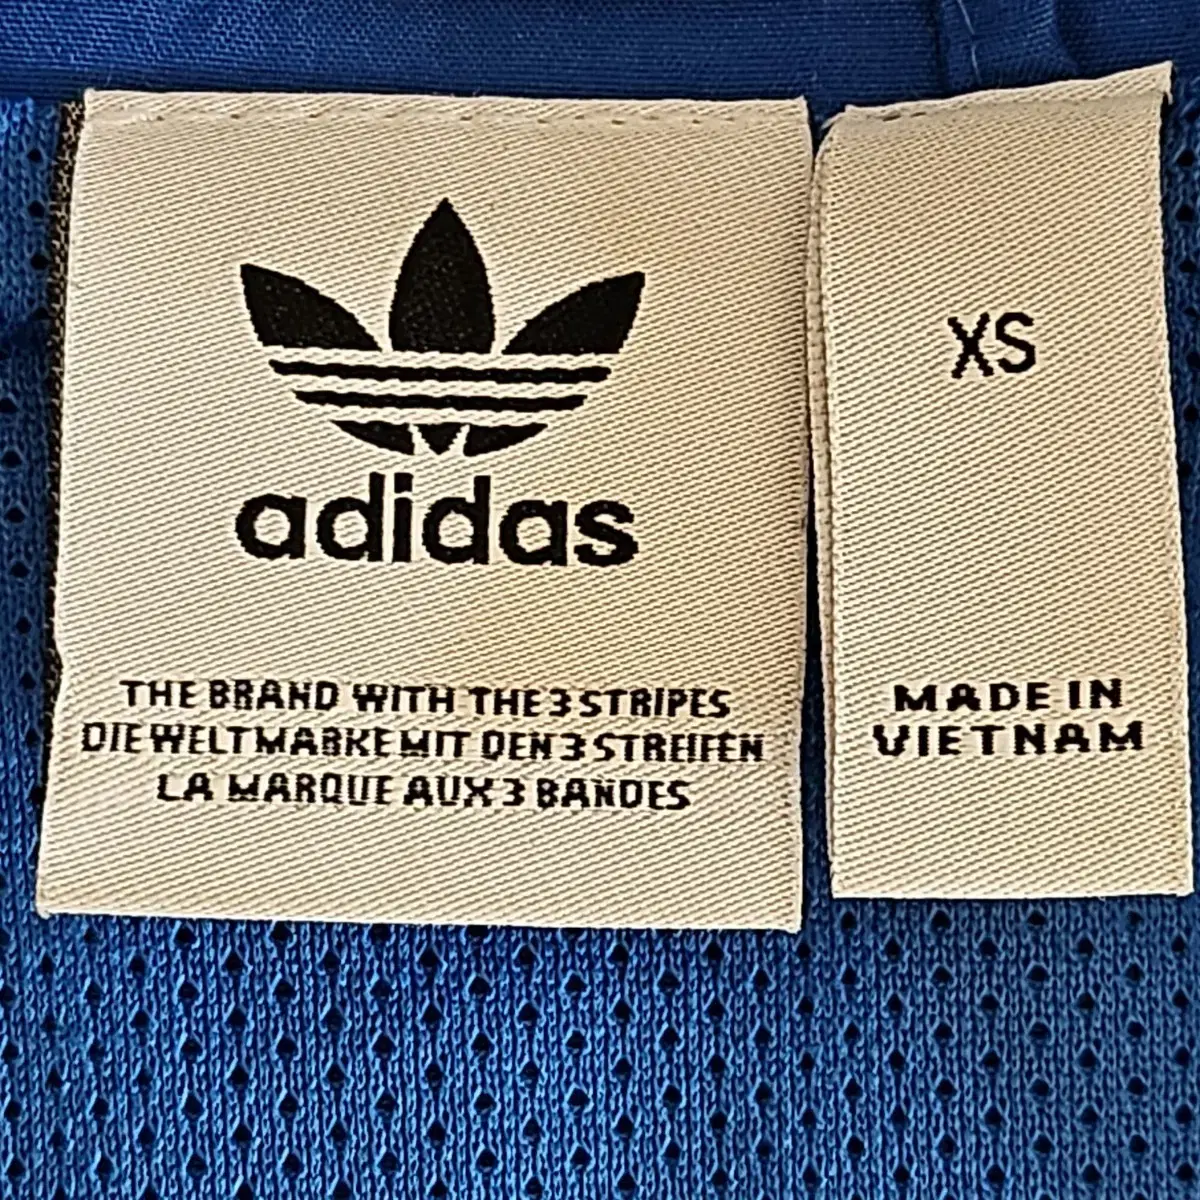 adidas
THE BRAND WITH THE 3 STRIPES
DIE WELTMARKE MIT DEN 3 STREIFEN
LA MARQUE AUX 3 BANDES
XS
MADE IN
VIETNAM